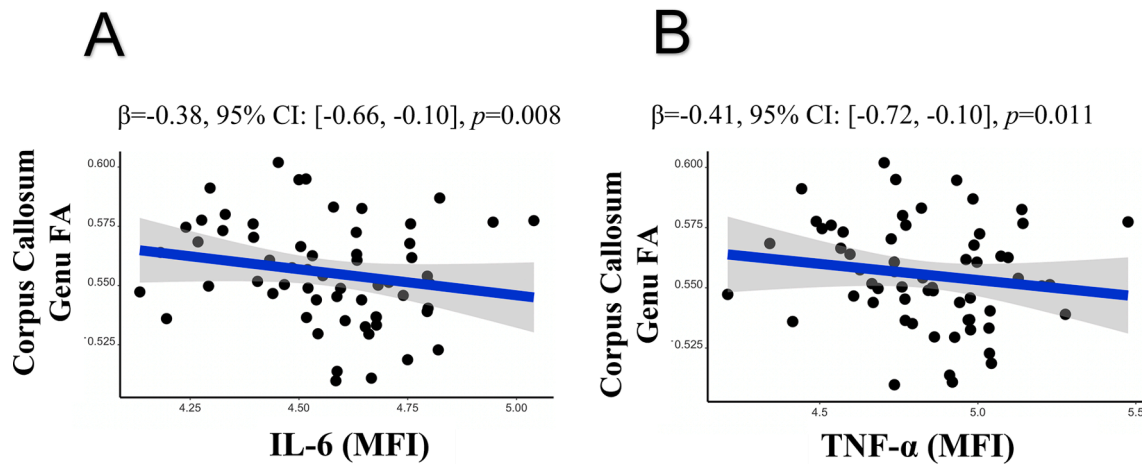 A
β=-0.38, 95% CI: [-0.66, -0.10], p=0.008
Corpus Callosum
Genu FA
0.600
0.575
0.550
0.525
4.25
4.50
4.75
5.00
IL-6 (MFI)
B
β=-0.41, 95% CI: [-0.72, -0.10], p=0.011
Corpus Callosum
Genu FA
0.600
0.575
0.550
0.525
4.5
5.0
5.5
TNF-α (MFI)